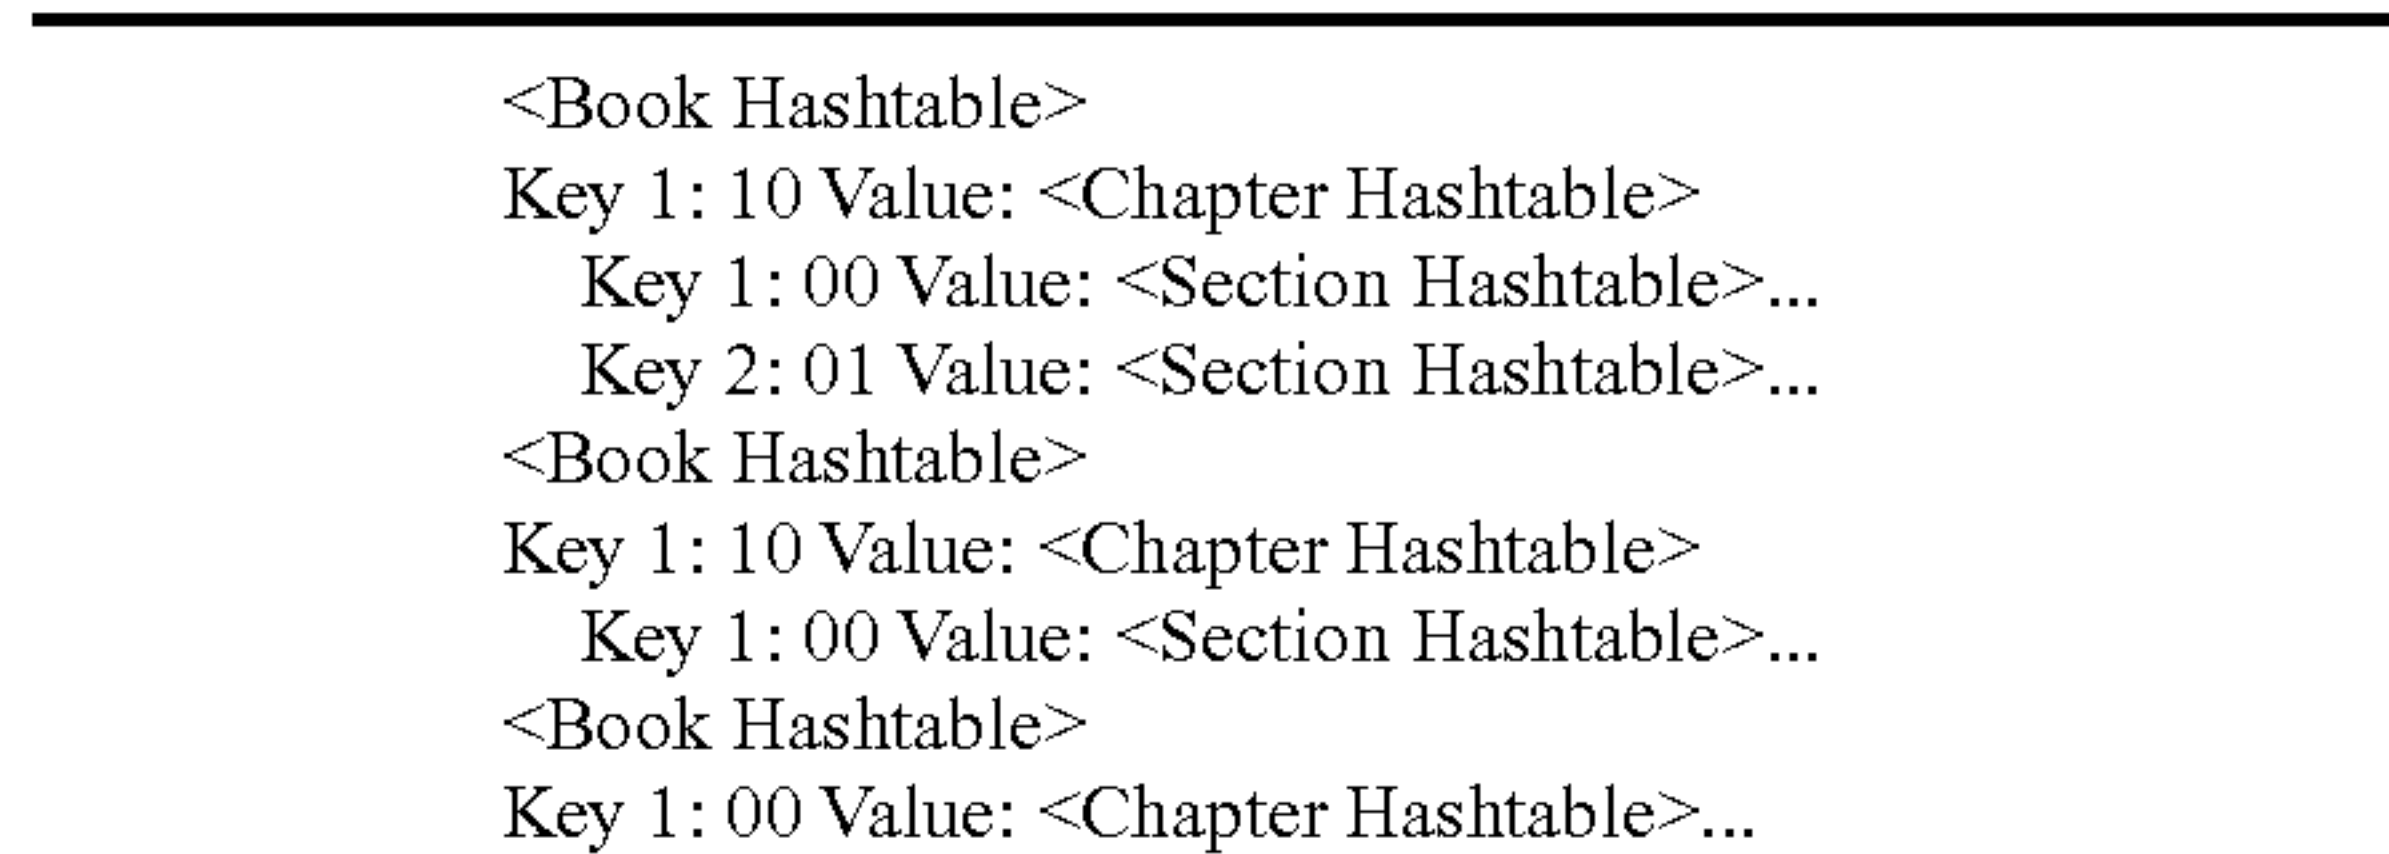 <Book Hashtable>
Key 1: 10 Value: <Chapter Hashtable>
Key 1: 00 Value: <Section Hashtable>...
Key 2: 01 Value: <Section Hashtable>...
<Book Hashtable>
Key 1: 10 Value: <Chapter Hashtable>
Key 1: 00 Value: <Section Hashtable>...
<Book Hashtable>
Key 1: 00 Value: <Chapter Hashtable>...